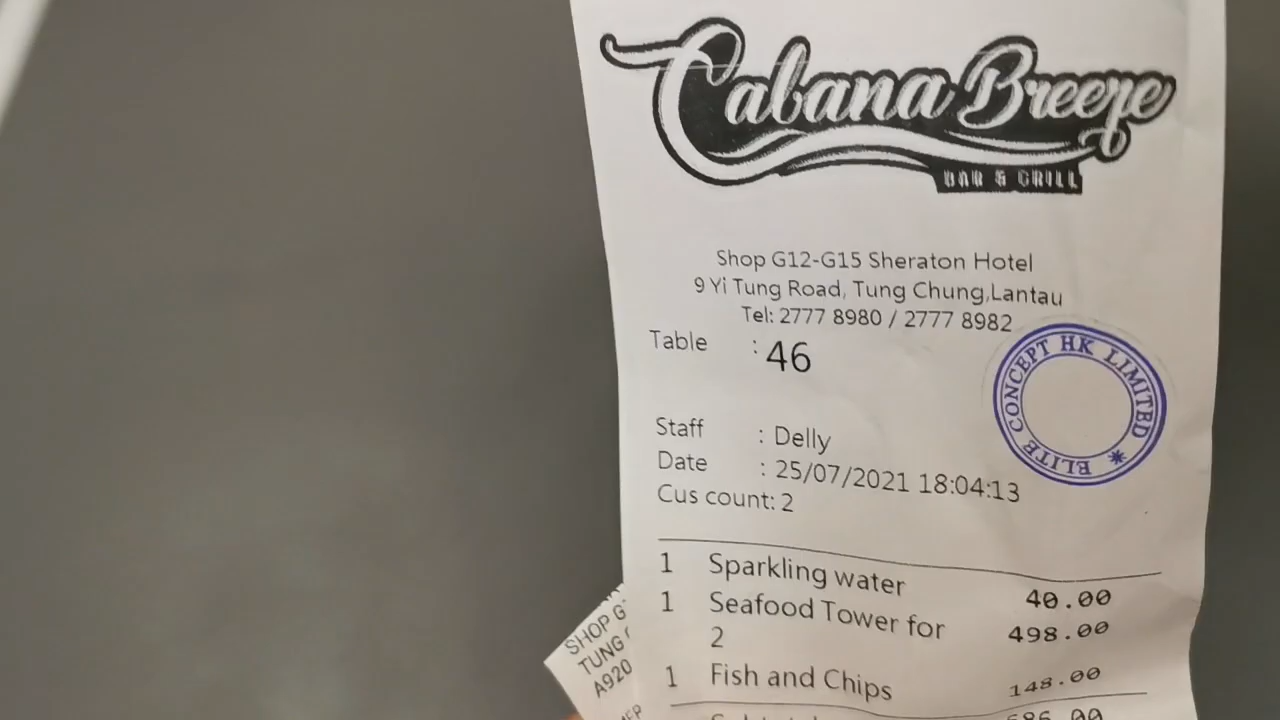 Cabana Breeze
BAR & GRILL
Shop G12-G15 Sheraton Hotel
9 Yi Tung Road, Tung Chung,Lantau
Tel: 2777 8980 / 2777 8982
Table : 46
ELITE CONCEPT HK LIMITED
Staff : Delly
Date : 25/07/2021 18:04:13
Cus count: 2
1 Sparkling water 40.00
1 Seafood Tower for 498.00
2
1 Fish and Chips 148.00
SHOP
TUNG
A920